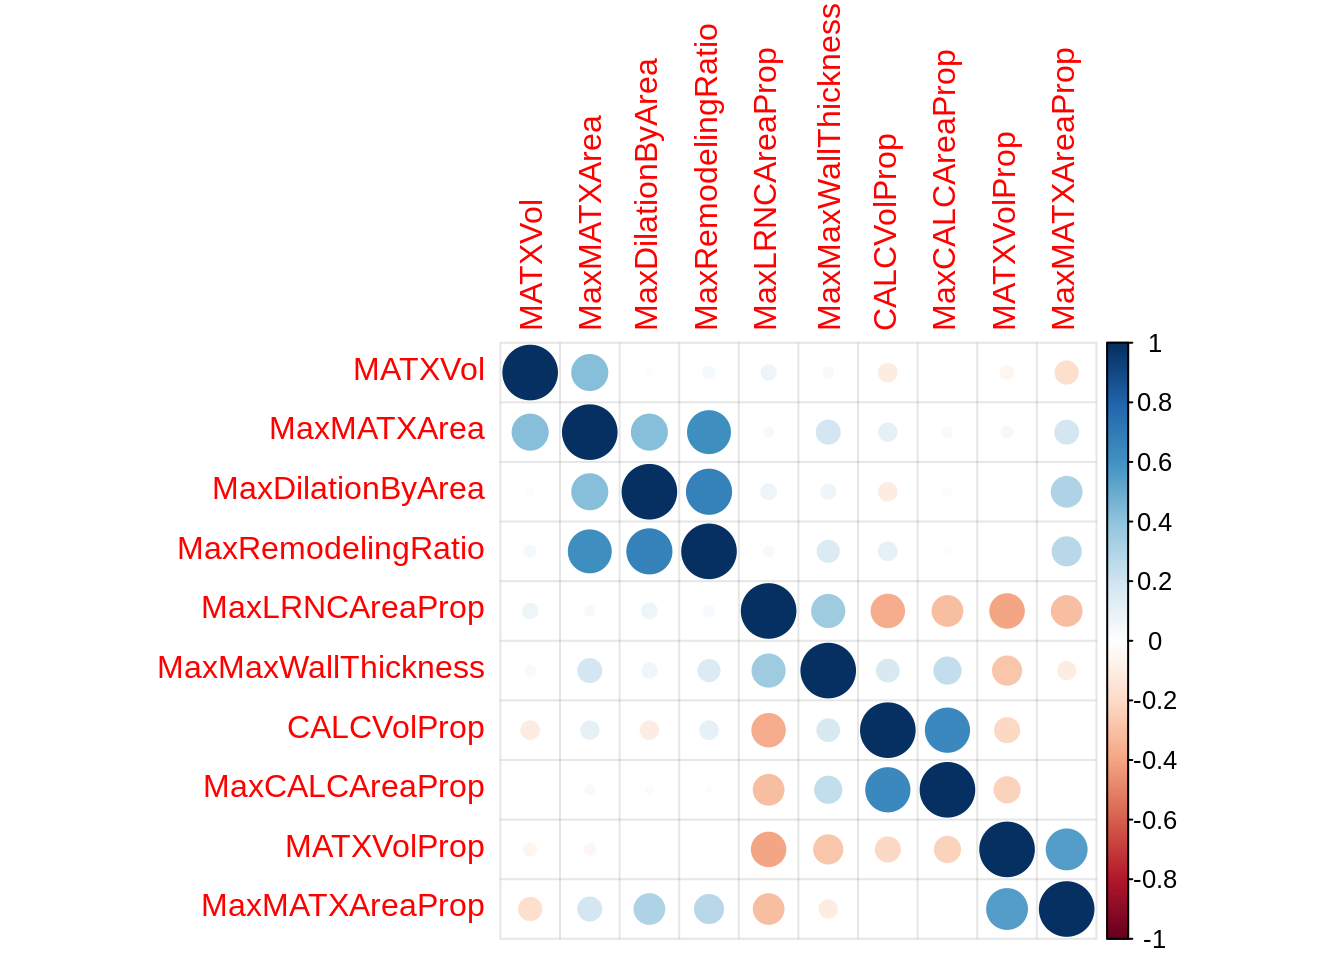 MATXVol
MaxMATXArea
MaxDilationByArea
MaxRemodelingRatio
MaxLRNCAreaProp
MaxMaxWallThickness
CALCVolProp
MaxCALCAreaProp
MATXVolProp
MaxMATXAreaProp
MATXVol
MaxMATXArea
MaxDilationByArea
MaxRemodelingRatio
MaxLRNCAreaProp
MaxMaxWallThickness
CALCVolProp
MaxCALCAreaProp
MATXVolProp
MaxMATXAreaProp
1
0.8
0.6
0.4
0.2
0
-0.2
-0.4
-0.6
-0.8
-1